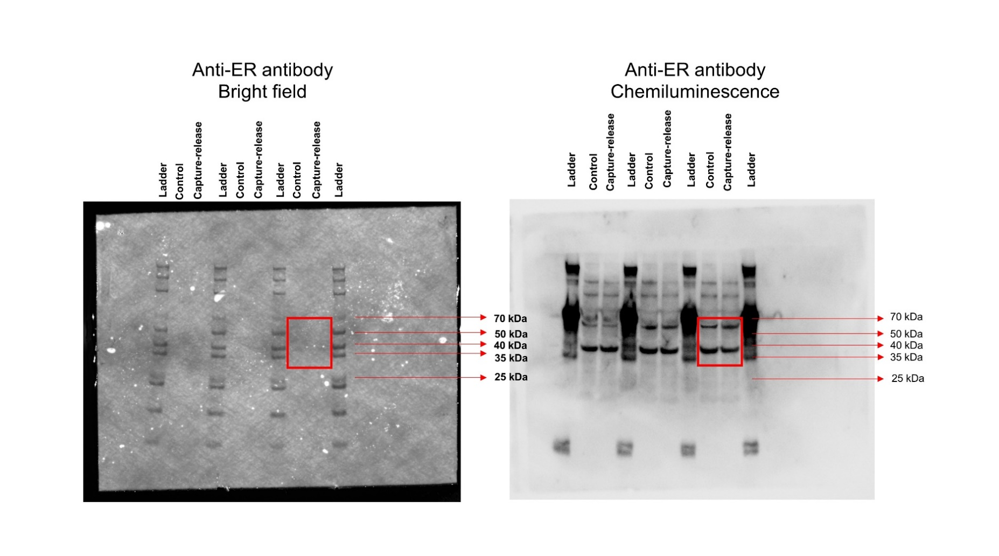 Anti-ER antibody
Bright field
Ladder
Control
Capture-release
Ladder
Control
Capture-release
Ladder
Control
Capture-release
Ladder
70 kDa
50 kDa
40 kDa
35 kDa
25 kDa
Anti-ER antibody
Chemiluminescence
Ladder
Control
Capture-release
Ladder
Control
Capture-release
Ladder
Control
Capture-release
Ladder
70 kDa
50 kDa
40 kDa
35 kDa
25 kDa